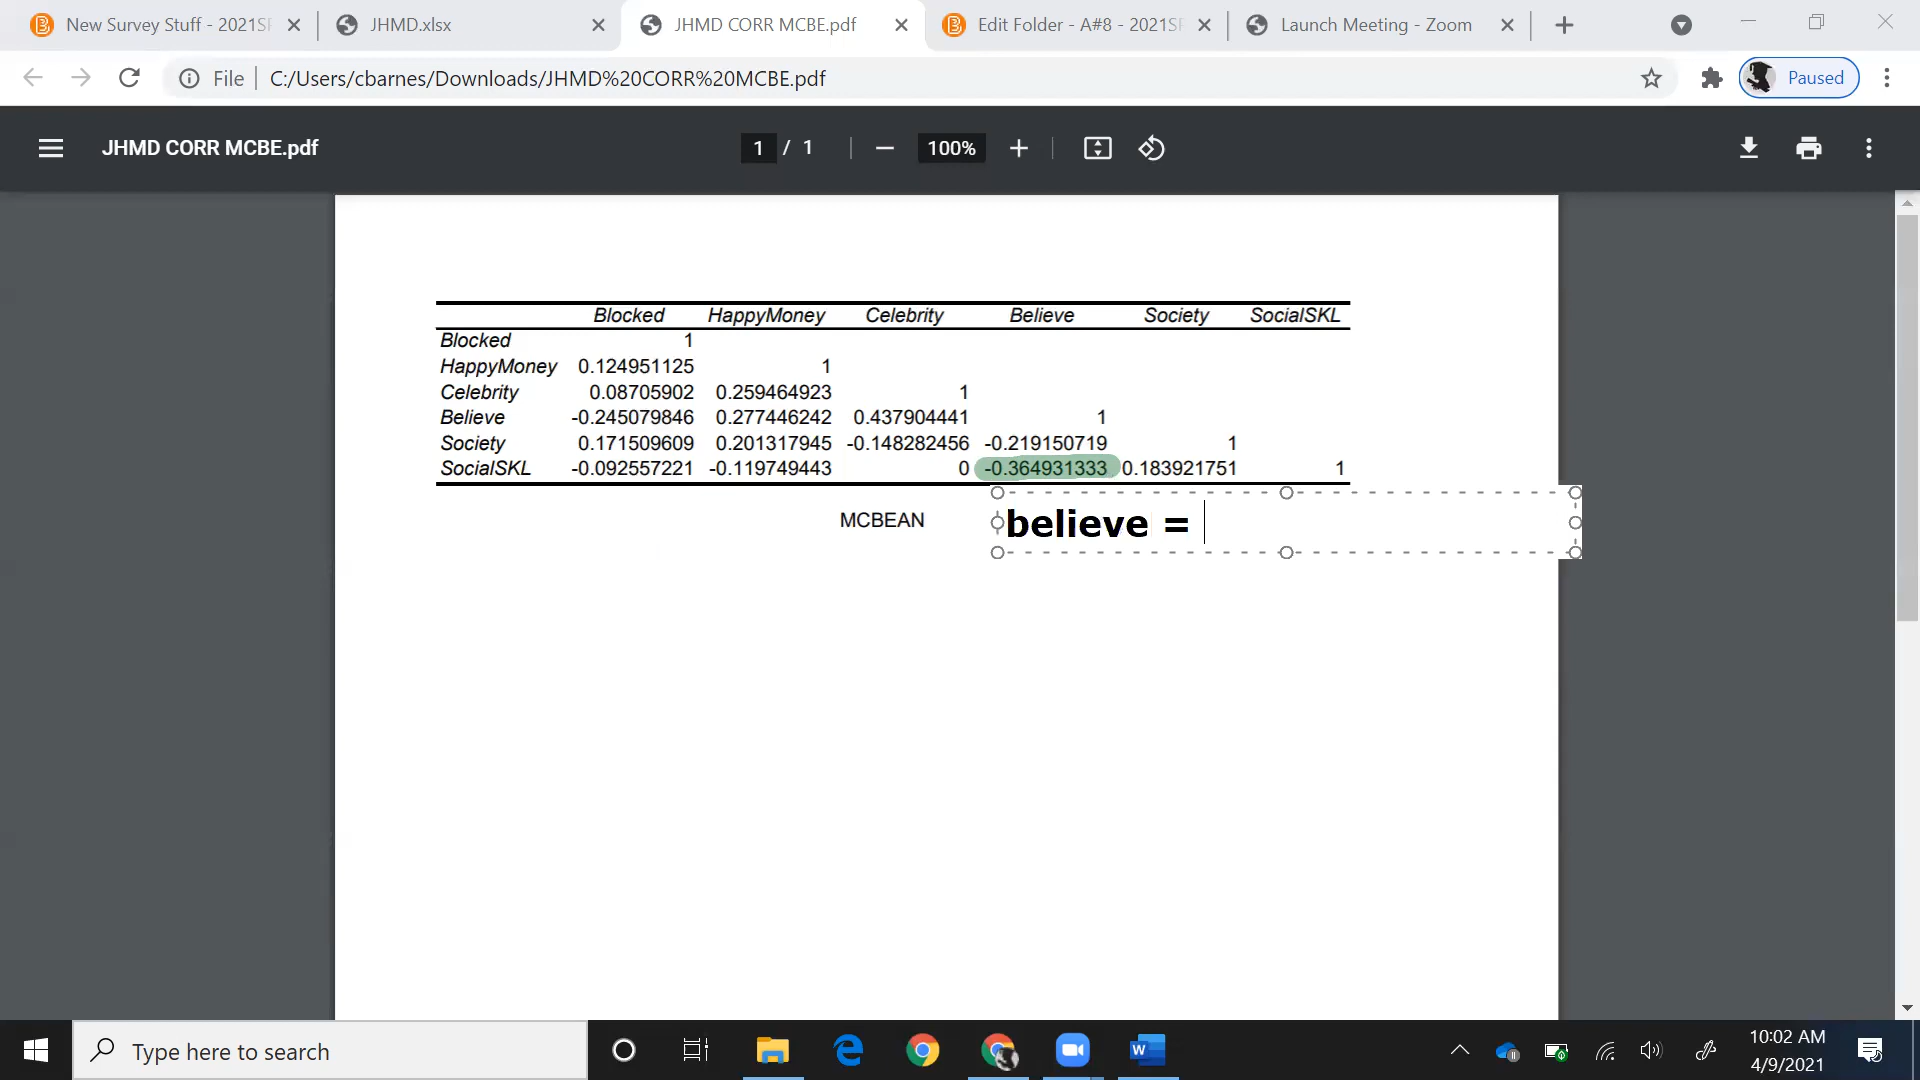 New Survey Stuff - 2021SF
JHMD.xlsx
JHMD CORR MCBE.pdf
Edit Folder - A#8 - 2021SF
Launch Meeting - Zoom
File
C:/Users/cbarnes/Downloads/JHMD%20CORR%20MCBE.pdf
Paused
JHMD CORR MCBE.pdf
1 / 1
100%
Blocked HappyMoney Celebrity Believe Society SocialSKL
Blocked 1
HappyMoney 0.124951125 1
Celebrity 0.08705902 0.259464923 1
Believe -0.245079846 0.277446242 0.437904441 1
Society 0.171509609 0.201317945 -0.148282456 -0.219150719 1
SocialSKL -0.092557221 -0.119749443 0 -0.364931333 0.183921751 1
MCBEAN
believe =
Type here to search
10:02 AM
4/9/2021